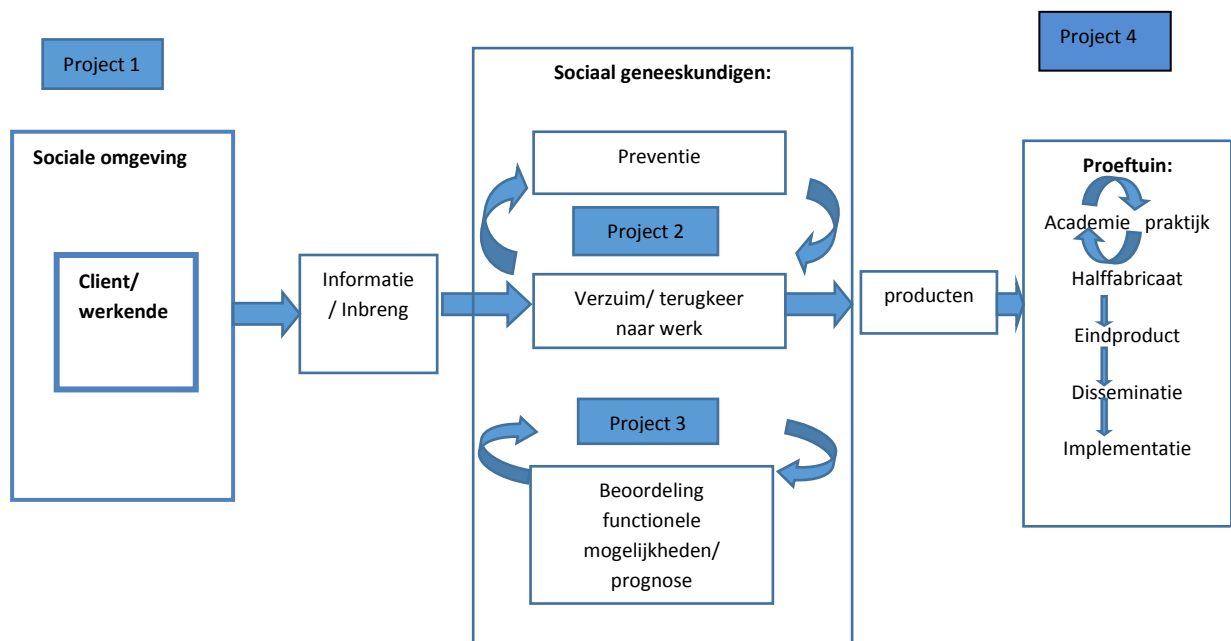 Project 1
Sociale omgeving
Client/
werkende
Informatie
/ Inbreng
Sociaal geneeskundigen:
Preventie
Project 2
Verzuim/ terugkeer
naar werk
Project 3
Beoordeling
functionele
mogelijkheden/
prognose
producten
Project 4
Proeftuin:
Academie praktijk
Halffabricaat
Eindproduct
Disseminatie
Implementatie